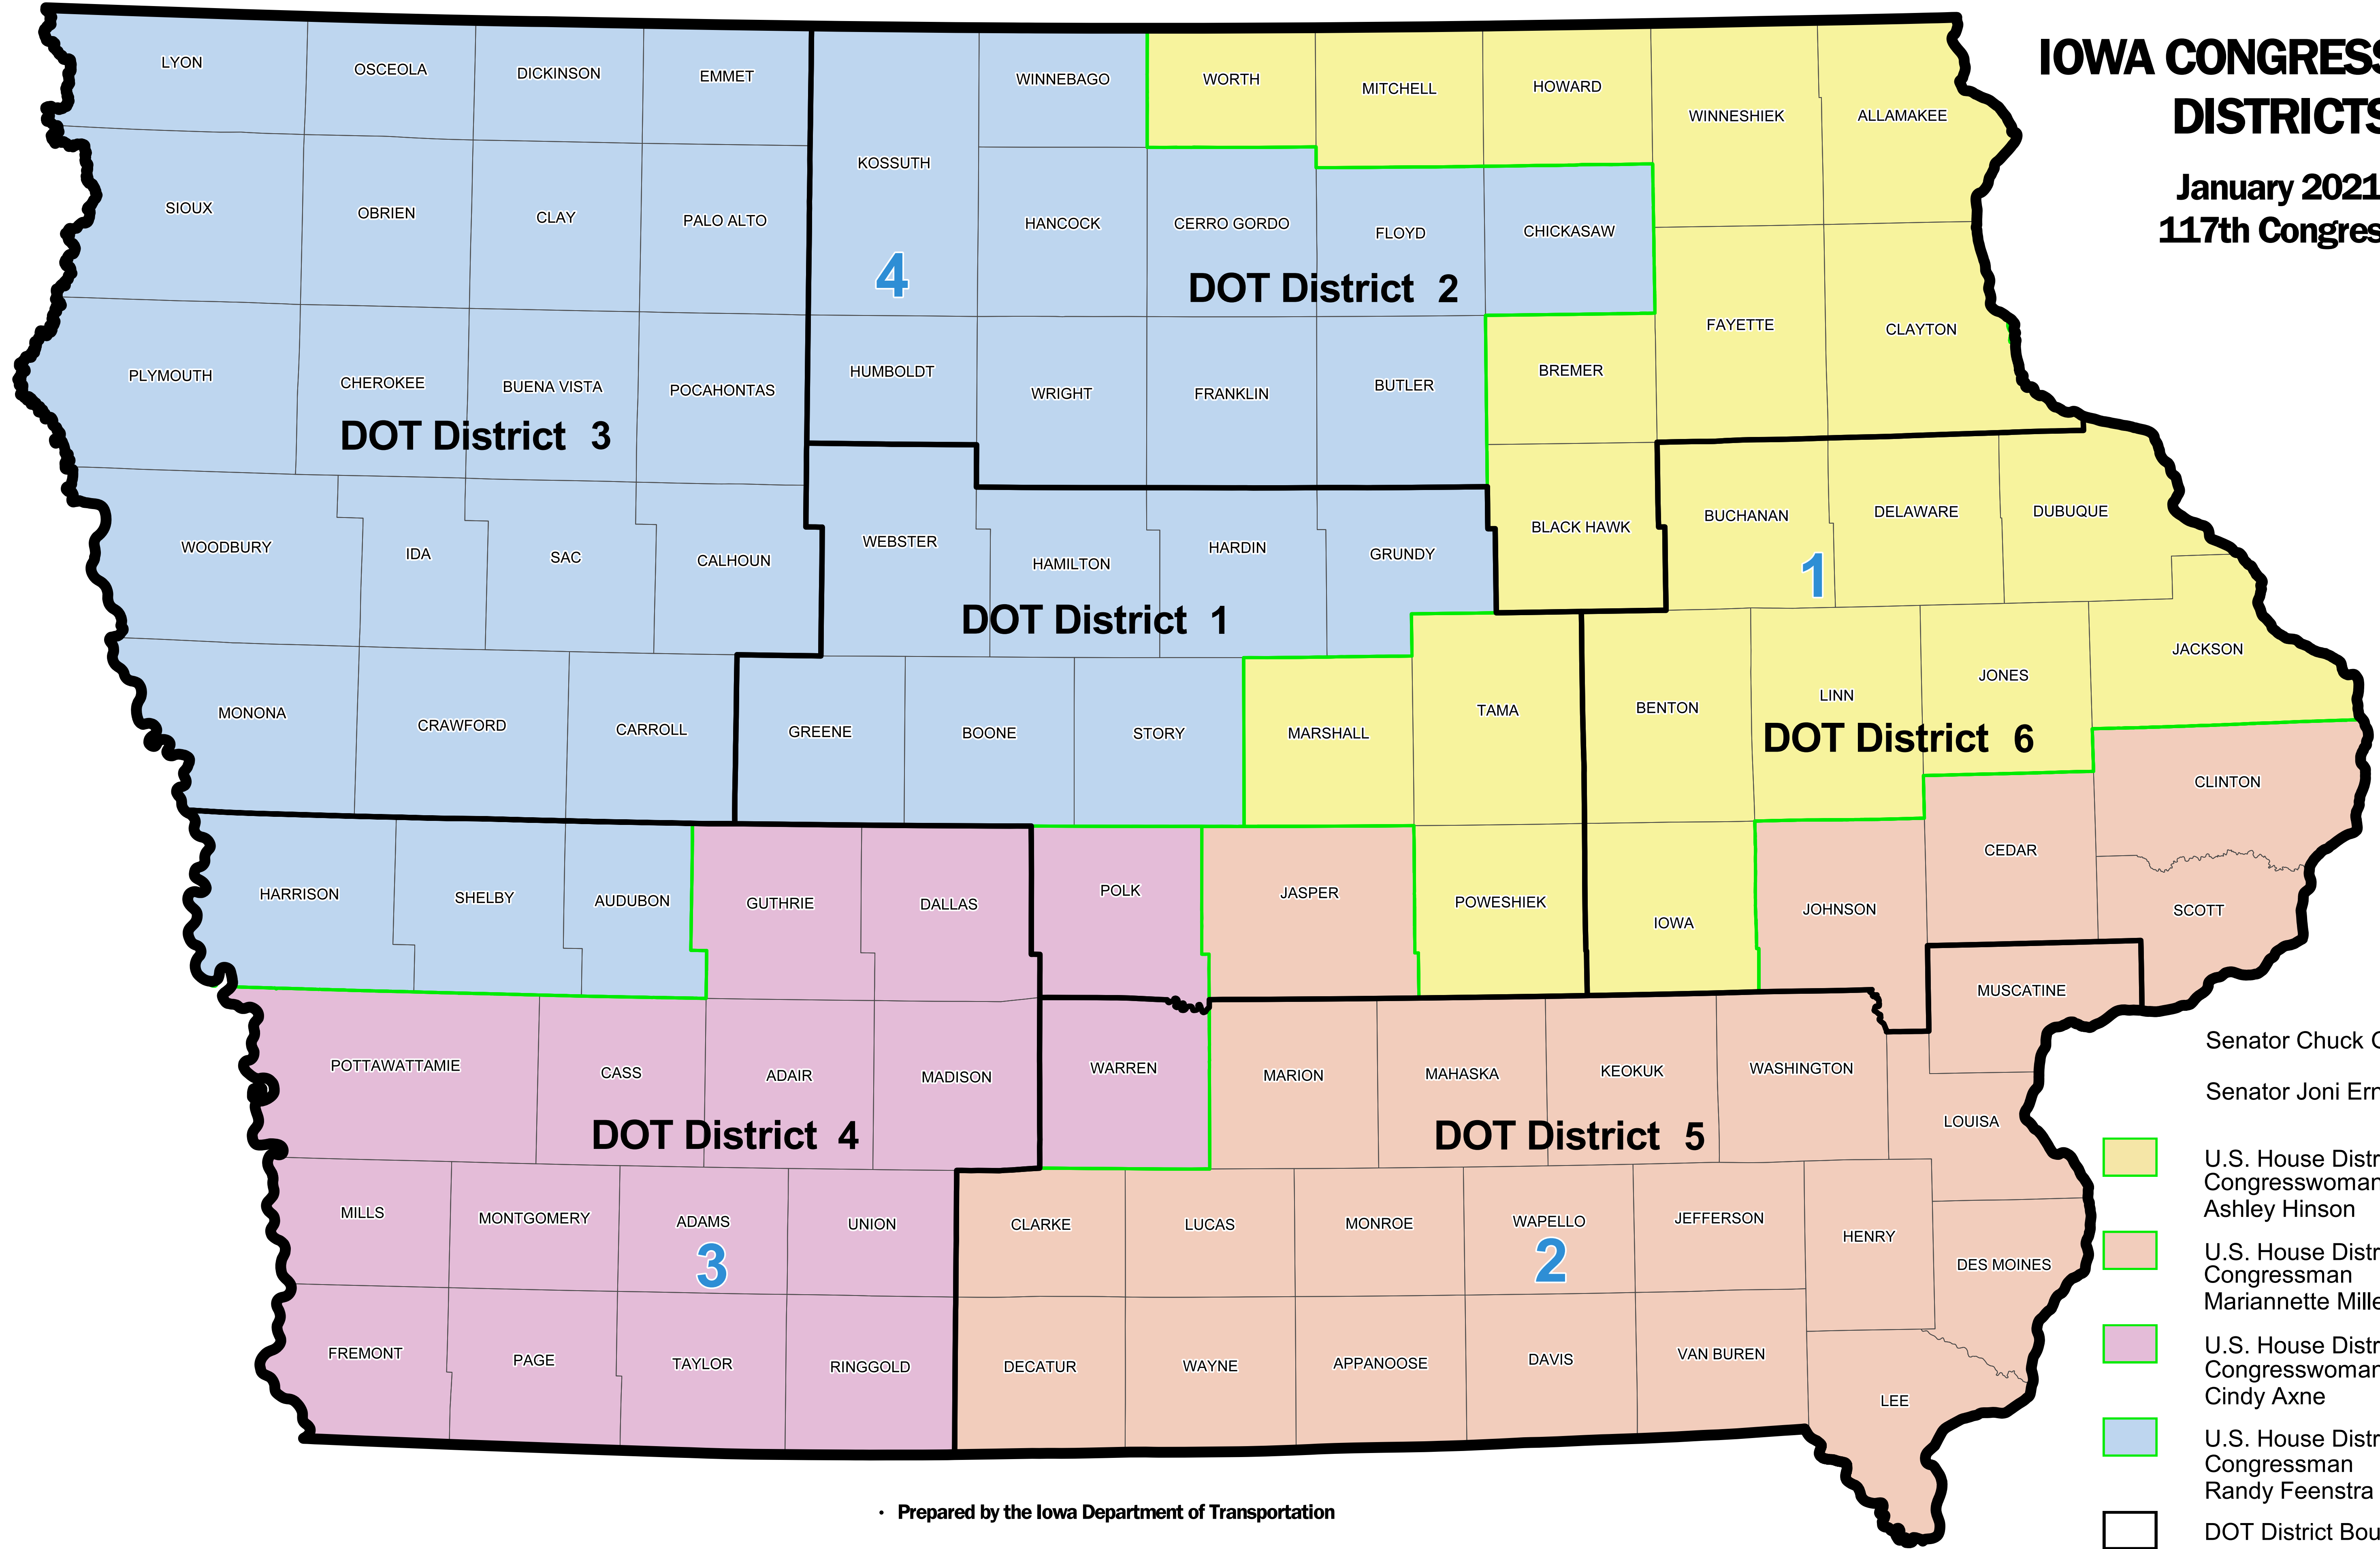 IOWA CONGRESS
DISTRICTS
January 2021
117th Congres
LYON
OSCEOLA
DICKINSON
EMMET
KOSSUTH
WINNEBAGO
WORTH
MITCHELL
HOWARD
WINNESHIEK
ALLAMAKEE
SIOUX
OBRIEN
CLAY
PALO ALTO
HANCOCK
CERRO GORDO
FLOYD
CHICKASAW
4
DOT District 2
FAYETTE
CLAYTON
PLYMOUTH
CHEROKEE
BUENA VISTA
POCAHONTAS
HUMBOLDT
WRIGHT
FRANKLIN
BUTLER
BREMER
DOT District 3
WOODBURY
IDA
SAC
CALHOUN
WEBSTER
HAMILTON
HARDIN
GRUNDY
BLACK HAWK
BUCHANAN
DELAWARE
DUBUQUE
1
DOT District 1
MONONA
CRAWFORD
CARROLL
GREENE
BOONE
STORY
MARSHALL
TAMA
BENTON
LINN
JONES
JACKSON
DOT District 6
CLINTON
HARRISON
SHELBY
AUDUBON
GUTHRIE
DALLAS
POLK
JASPER
POWESHIEK
IOWA
JOHNSON
CEDAR
SCOTT
MUSCATINE
POTTAWATTAMIE
CASS
ADAIR
MADISON
WARREN
MARION
MAHASKA
KEOKUK
WASHINGTON
LOUISA
DOT District 4
DOT District 5
MILLS
MONTGOMERY
ADAMS
UNION
CLARKE
LUCAS
MONROE
WAPELLO
JEFFERSON
HENRY
DES MOINES
3
2
FREMONT
PAGE
TAYLOR
RINGGOLD
DECATUR
WAYNE
APPANOOSE
DAVIS
VAN BUREN
LEE
Senator Chuck
Senator Joni Ern
U.S. House Distr
Congresswoman
Ashley Hinson
U.S. House Distr
Congressman
Mariannette Mille
U.S. House Distr
Congresswoman
Cindy Axne
U.S. House Distr
Congressman
Randy Feenstra
DOT District Bou
· Prepared by the Iowa Department of Transportation